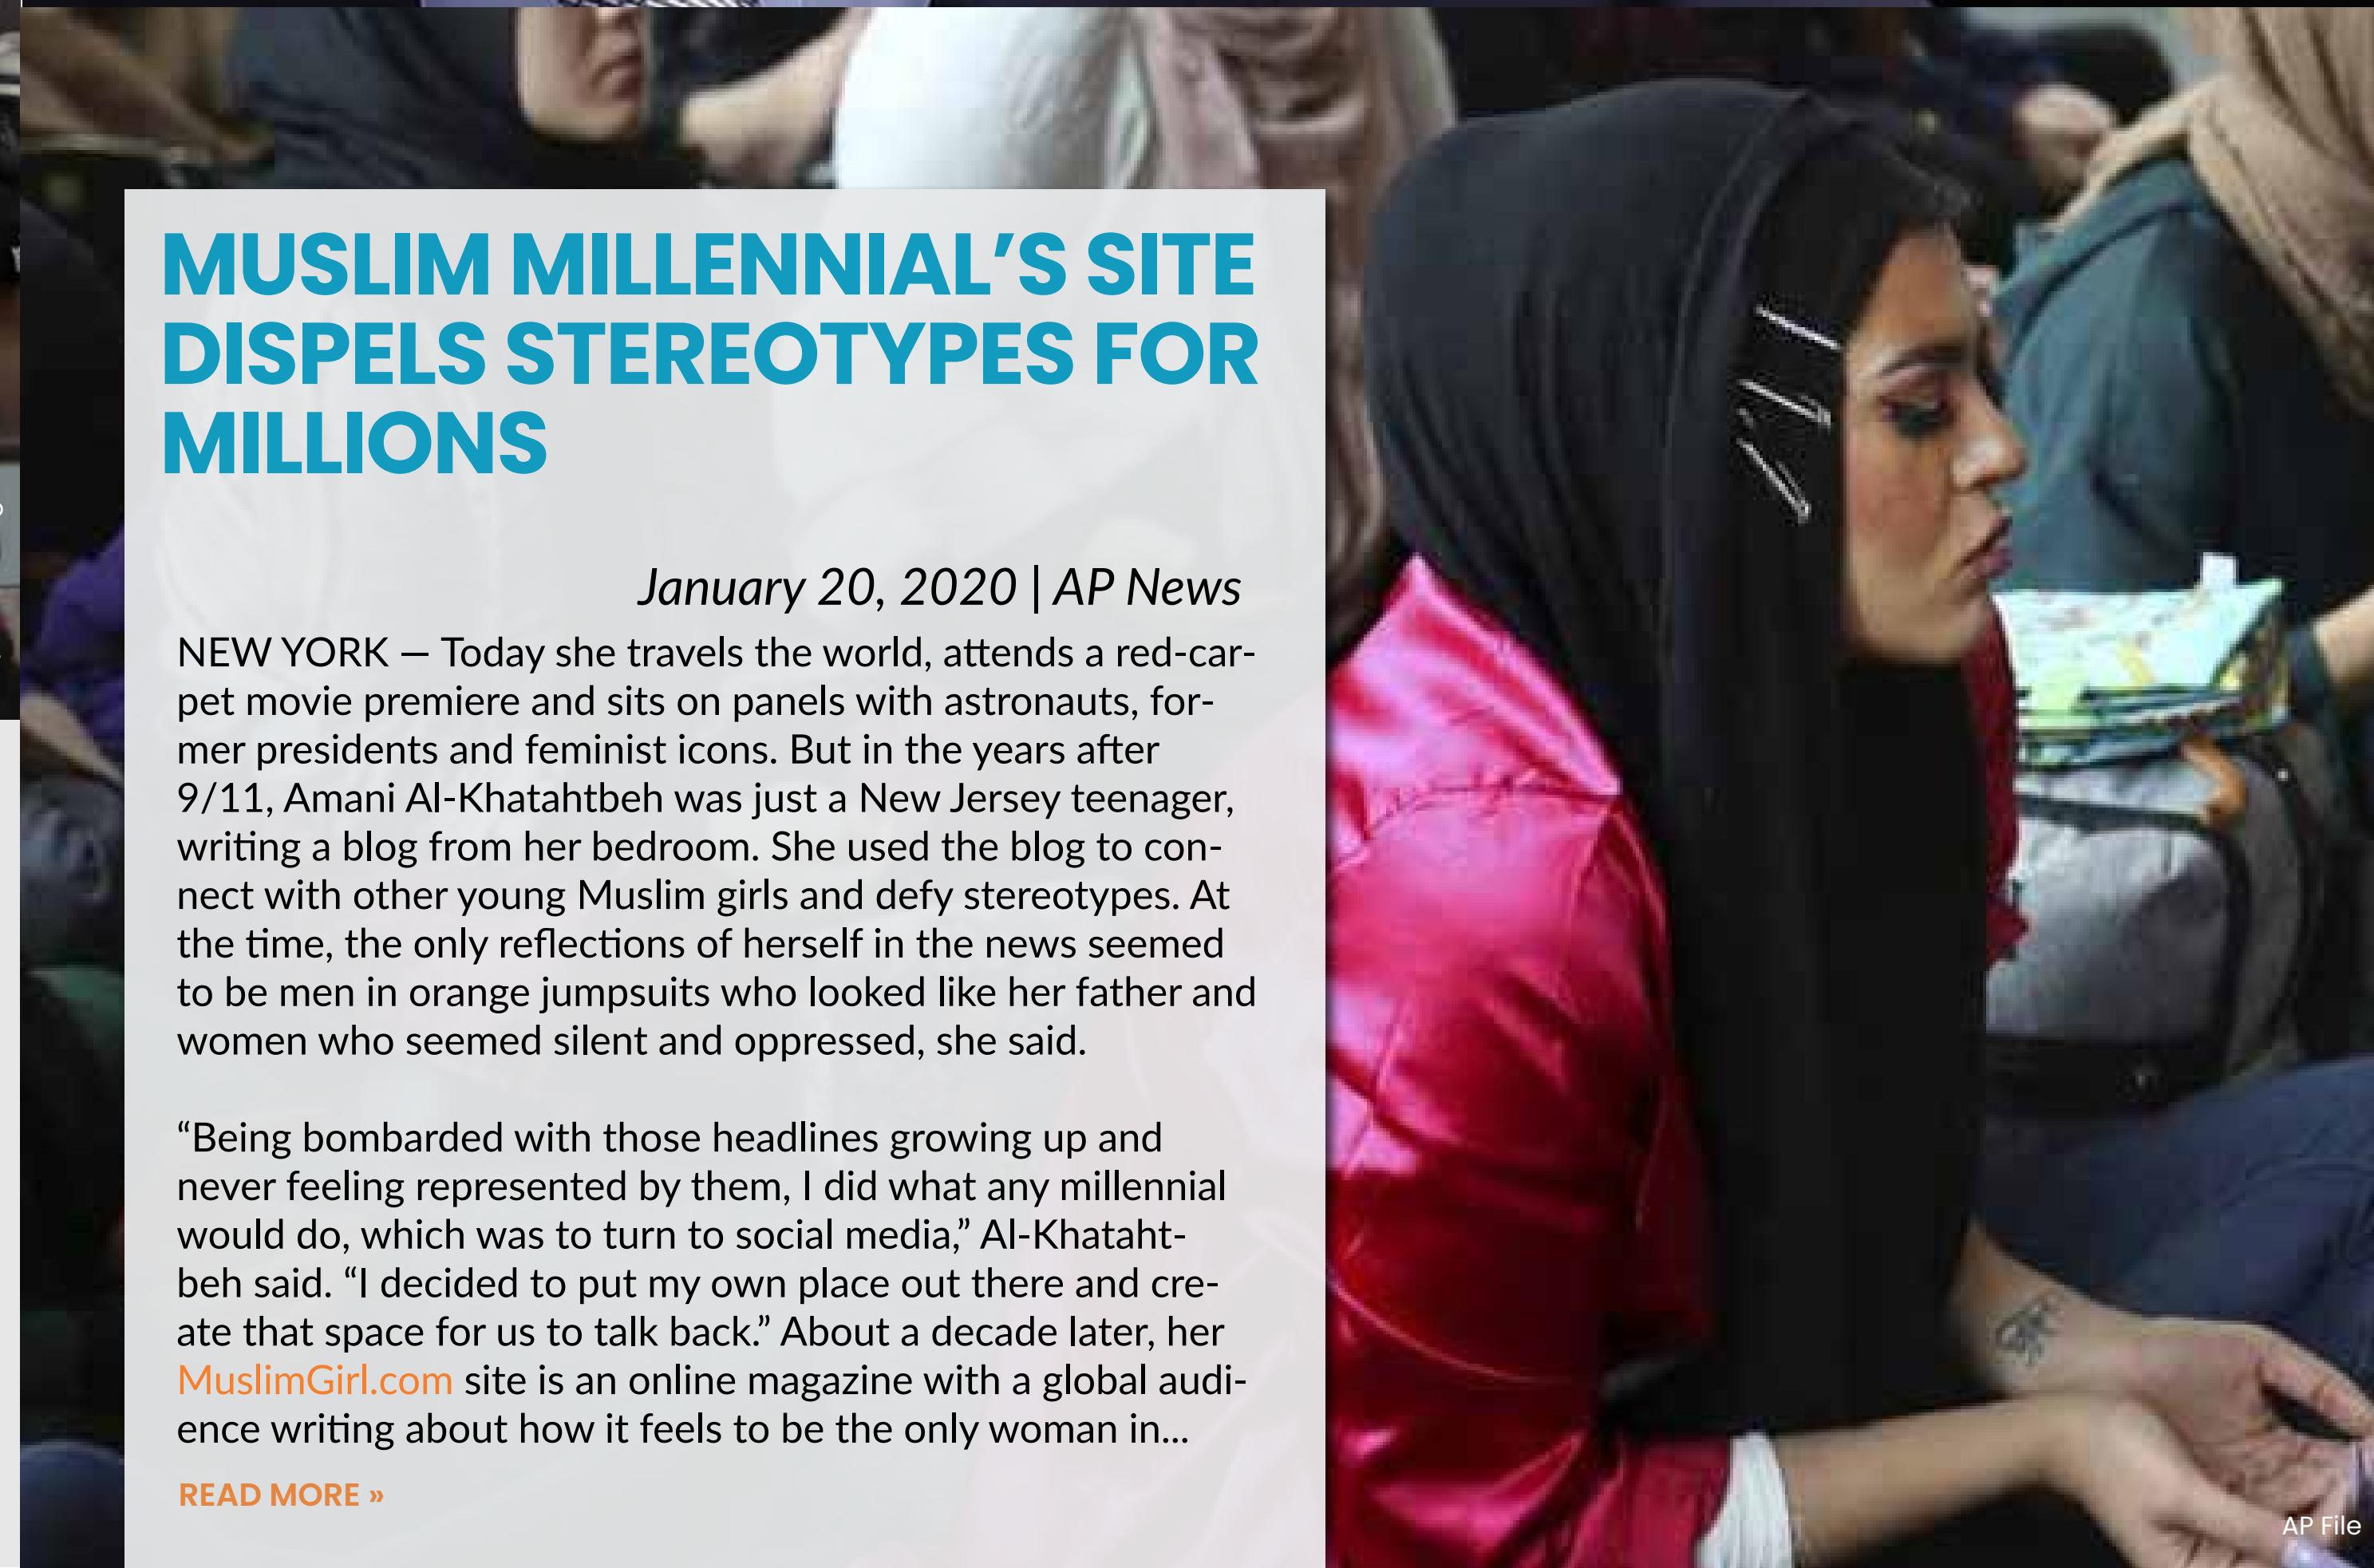 MUSLIM MILLENNIAL’S SITE
DISPELS STEREOTYPES FOR
MILLIONS
January 20, 2020 | AP News
NEW YORK — Today she travels the world, attends a red-car-
pet movie premiere and sits on panels with astronauts, for-
mer presidents and feminist icons. But in the years after
9/11, Amani Al-Khatahtbeh was just a New Jersey teenager,
writing a blog from her bedroom. She used the blog to con-
nect with other young Muslim girls and defy stereotypes. At
the time, the only reflections of herself in the news seemed
to be men in orange jumpsuits who looked like her father and
women who seemed silent and oppressed, she said.
“Being bombarded with those headlines growing up and
never feeling represented by them, I did what any millennial
would do, which was to turn to social media,” Al-Khataht-
beh said. “I decided to put my own place out there and cre-
ate that space for us to talk back.” About a decade later, her
MuslimGirl.com site is an online magazine with a global audi-
ence writing about how it feels to be the only woman in...
READ MORE »
AP File